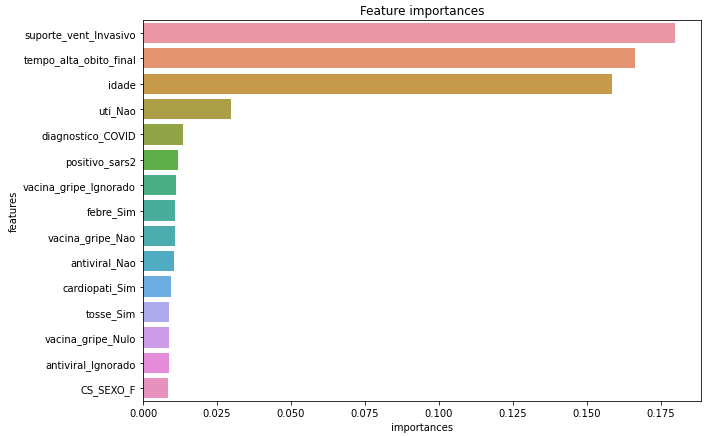 Feature importances
suporte_vent_Invasivo
tempo_alta_obito_final
idade
uti_Nao
diagnostico_COVID
positivo_sars2
vacina_gripe_Ignorado
febre_Sim
vacina_gripe_Nao
antiviral_Nao
cardiopati_Sim
tosse_Sim
vacina_gripe_Nulo
antiviral_Ignorado
CS_SEXO_F
features
0.000 0.025 0.050 0.075 0.100 0.125 0.150 0.175
importances